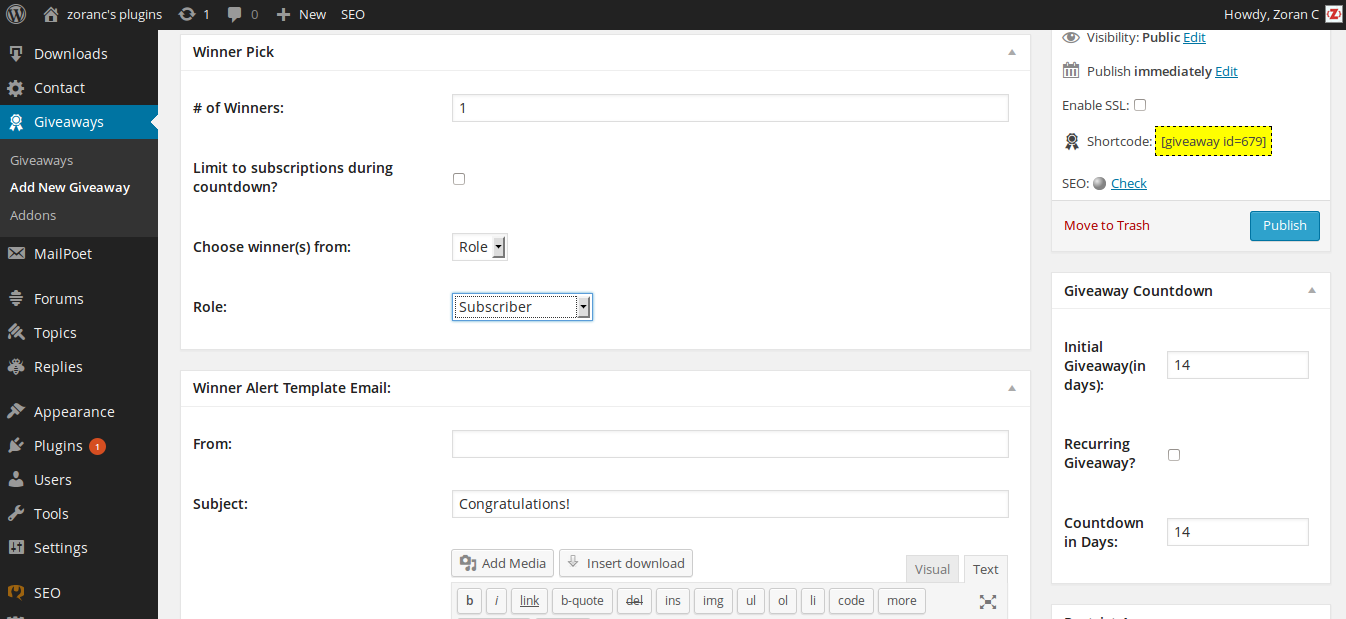 zoranc's plugins 1 0 New SEO Howdy, Zoran C
Downloads
Contact
Giveaways
Giveaways
Add New Giveaway
Addons
MailPoet
Forums
Topics
Replies
Appearance
Plugins 1
Users
Tools
Settings
SEO
Winner Pick
# of Winners: 1
Limit to subscriptions during
countdown?
Choose winner(s) from: Role
Role: Subscriber
Winner Alert Template Email:
From:
Subject: Congratulations!
Add Media Insert download
Visual Text
b i link b-quote del ins img ul ol li code more
Visibility: Public Edit
Publish immediately Edit
Enable SSL:
Shortcode: [giveaway id=679]
SEO: Check
Move to Trash Publish
Giveaway Countdown
Initial
Giveaway(in
days): 14
Recurring
Giveaway?
Countdown
in Days: 14